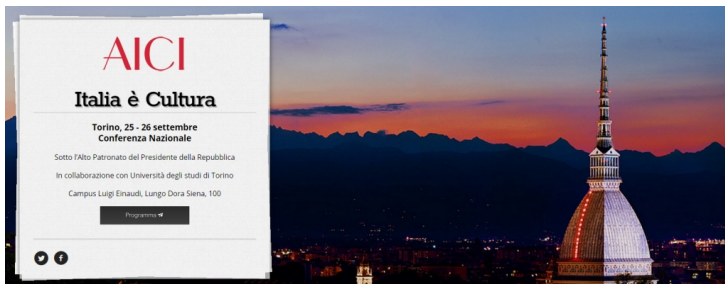 AICI
Italia è Cultura
Torino, 25 - 26 settembre
Conferenza Nazionale
Sotto l'Alto Patronato del Presidente della Repubblica
In collaborazione con Università degli studi di Torino
Campus Luigi Einaudi, Lungo Dora Siena, 100
Programma